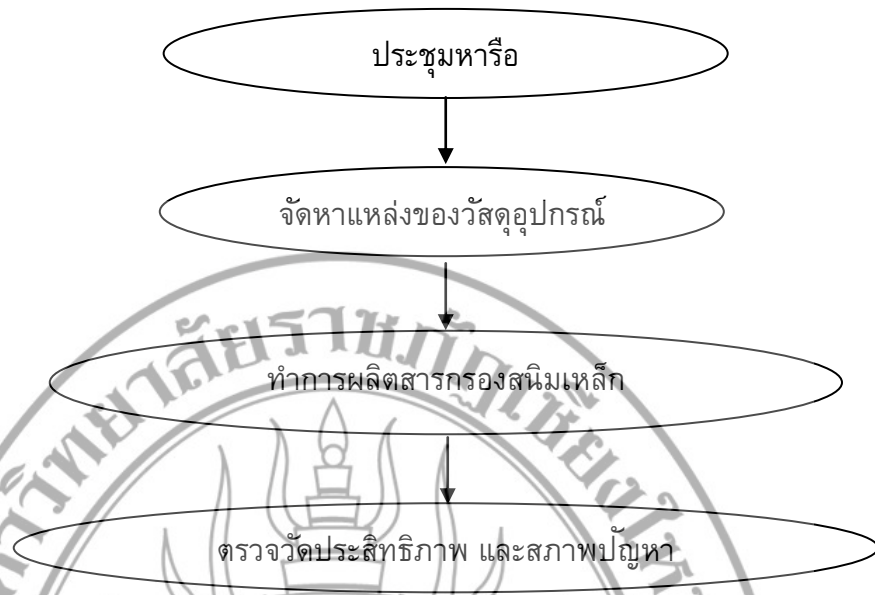 ประชุมหารือ
จัดหาแหล่งของวัสดุอุปกรณ์
ทำการผลิตสารกรองสนิมเหล็ก
ตรวจวัดประสิทธิภาพ และสภาพปัญหา